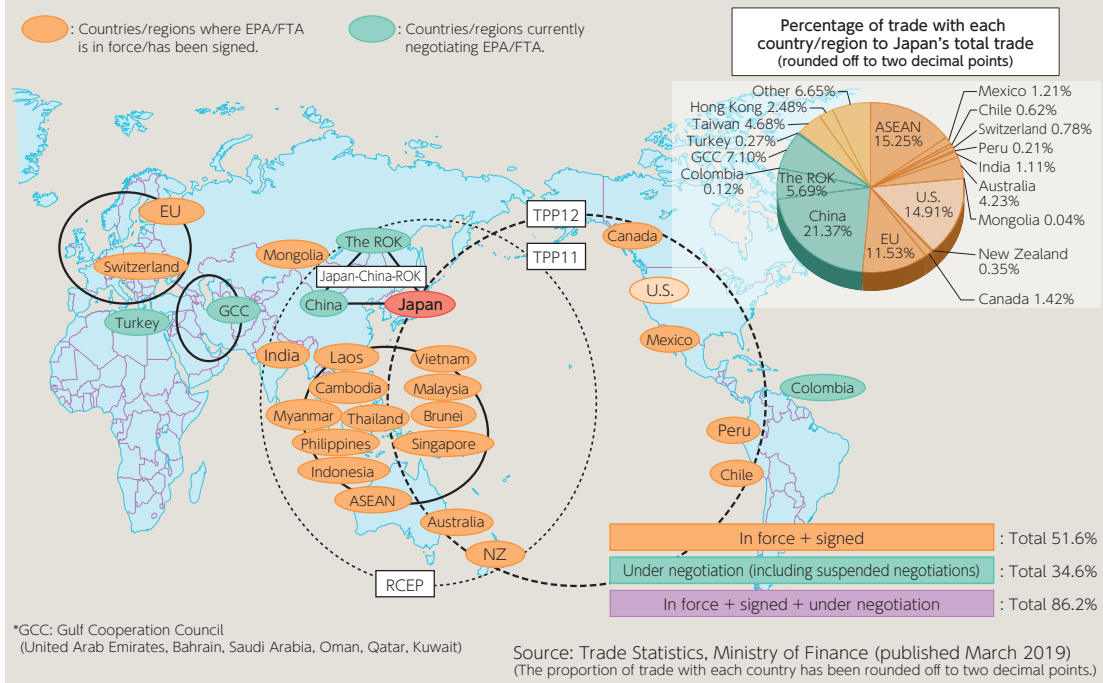 : Countries/regions where EPA/FTA
is in force/has been signed.
: Countries/regions currently
negotiating EPA/FTA.
Percentage of trade with each
country/region to Japan's total trade
(rounded off to two decimal points)
Other 6.65%
Hong Kong 2.48%
Taiwan 4.68%
Turkey 0.27%
GCC 7.10%
Colombia
0.12%
The ROK
5.69%
China
21.37%
EU
11.53%
ASEAN
15.25%
U.S.
14.91%
Mexico 1.21%
Chile 0.62%
Switzerland 0.78%
Peru 0.21%
India 1.11%
Australia
4.23%
Mongolia 0.04%
New Zealand
0.35%
Canada 1.42%
EU
Switzerland
Turkey
GCC
Mongolia
The ROK
Japan-China-ROK
China
Japan
TPP12
TPP11
Canada
U.S.
Mexico
Colombia
Peru
Chile
India
Laos
Vietnam
Cambodia
Malaysia
Myanmar
Thailand
Brunei
Philippines
Singapore
Indonesia
ASEAN
Australia
NZ
RCEP
In force + signed : Total 51.6%
Under negotiation (including suspended negotiations) : Total 34.6%
In force + signed + under negotiation : Total 86.2%
*GCC: Gulf Cooperation Council
(United Arab Emirates, Bahrain, Saudi Arabia, Oman, Qatar, Kuwait)
Source: Trade Statistics, Ministry of Finance (published March 2019)
(The proportion of trade with each country has been rounded off to two decimal points.)